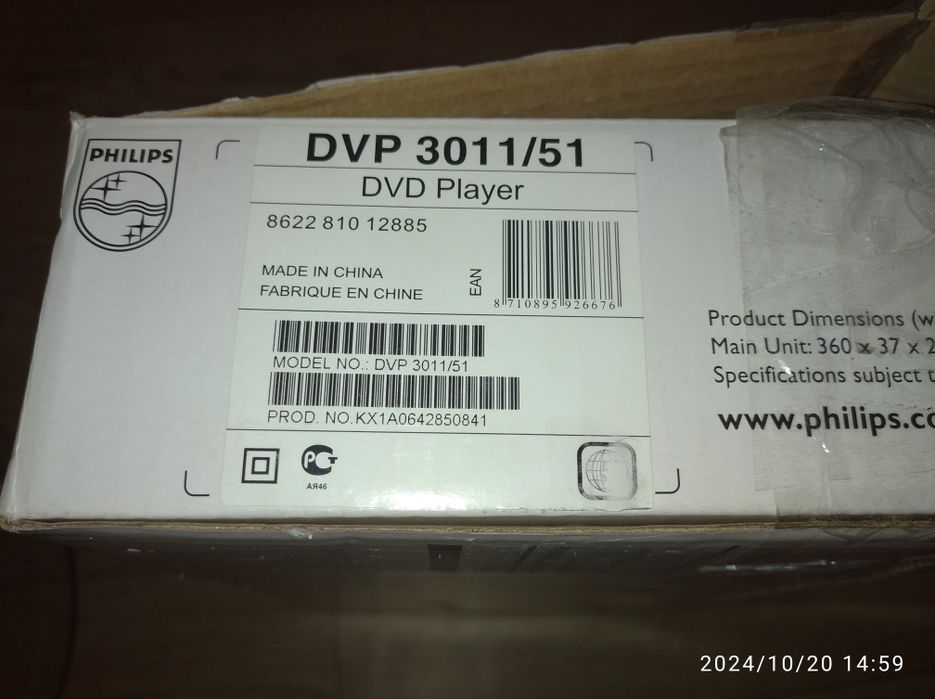 PHILIPS
DVP 3011/51
DVD Player
8622 810 12885
MADE IN CHINA
FABRIQUE EN CHINE
EAN
8 710895 926676
MODEL NO.: DVP 3011/51
PROD. NO.KX1A0642850841
АЯ46
Product Dimensions (w
Main Unit: 360 x 37 x 2
Specifications subject t
www.philips.co
2024/10/20 14:59